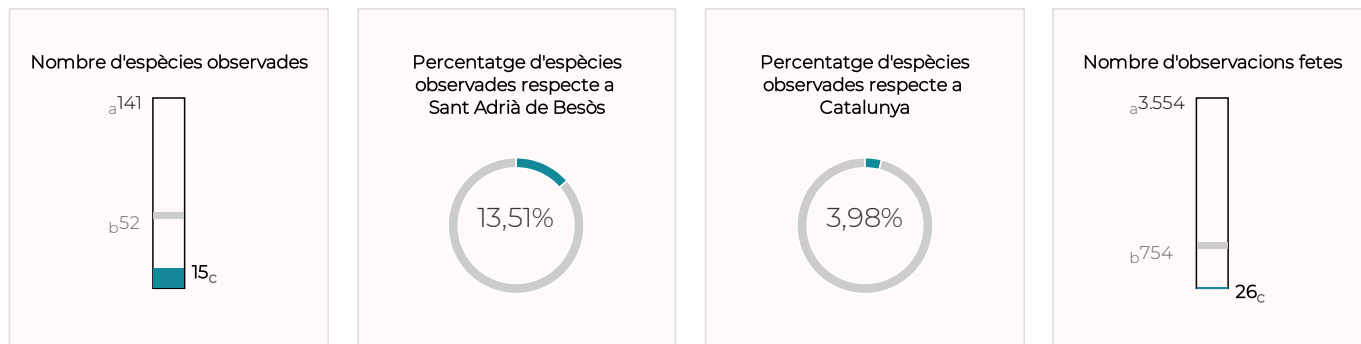 Nombre d'espècies observades
a141
b52
15c
Percentatge d'espècies
observades respecte a
Sant Adrià de Besòs
13,51%
Percentatge d'espècies
observades respecte a
Catalunya
3,98%
Nombre d'observacions fetes
a3.554
b754
26c